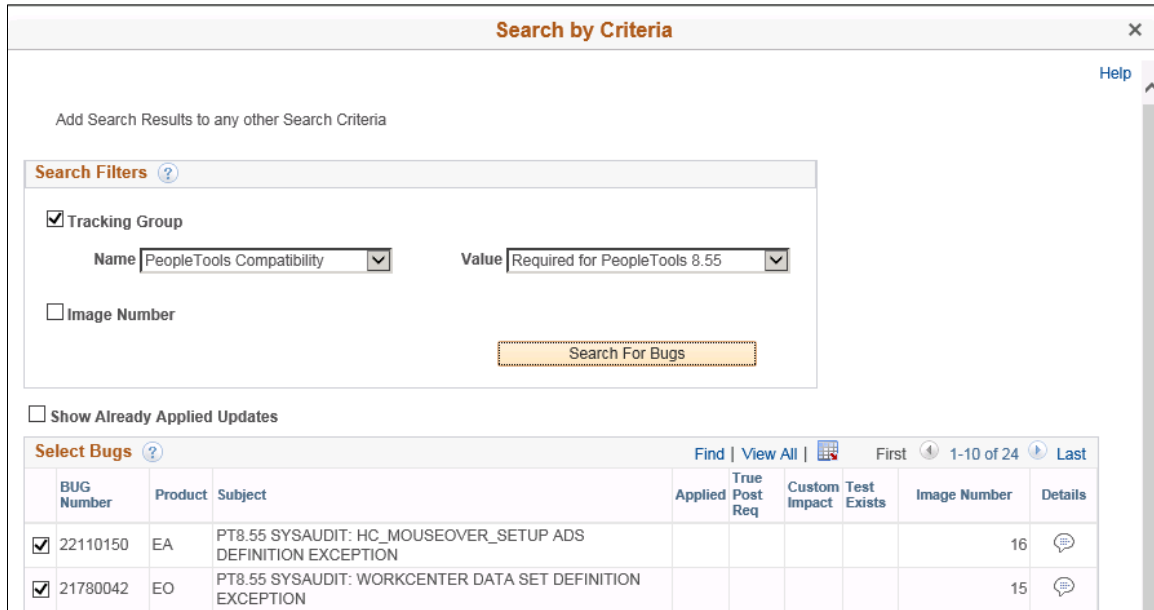 Search by Criteria ×
Help
Add Search Results to any other Search Criteria
Search Filters ?
Tracking Group
Name PeopleTools Compatibility Value Required for PeopleTools 8.55
Image Number
Search For Bugs
Show Already Applied Updates
Select Bugs ? Find | View All | First 1-10 of 24 Last
BUG Number Product Subject Applied True Post Req Custom Impact Test Exists Image Number Details
22110150 EA PT8.55 SYSAUDIT: HC_MOUSEOVER_SETUP ADS 16
DEFINITION EXCEPTION
21780042 EO PT8.55 SYSAUDIT: WORKCENTER DATA SET DEFINITION 15
EXCEPTION